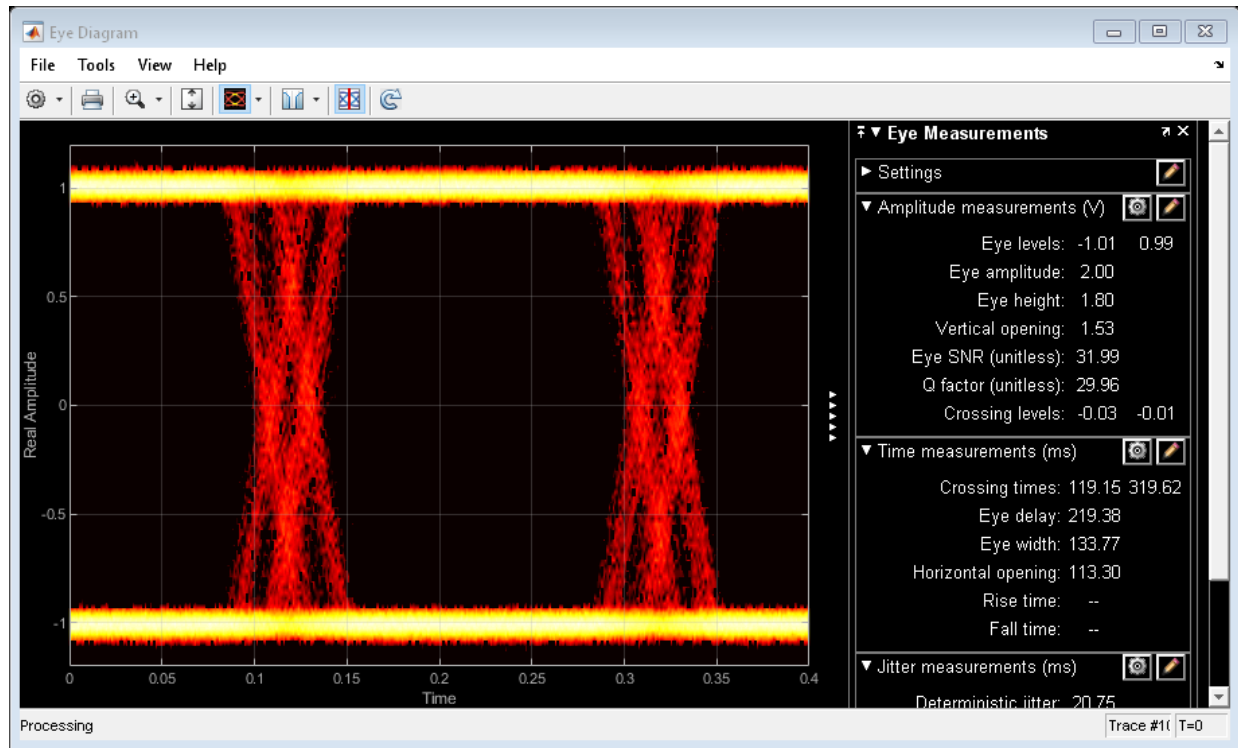 Eye Diagram
File Tools View Help
Eye Measurements
Settings
Amplitude measurements (V)
Eye levels: -1.01 0.99
Eye amplitude: 2.00
Eye height: 1.80
Vertical opening: 1.53
Eye SNR (unitless): 31.99
Q factor (unitless): 29.96
Crossing levels: -0.03 -0.01
Time measurements (ms)
Crossing times: 119.15 319.62
Eye delay: 219.38
Eye width: 133.77
Horizontal opening: 113.30
Rise time: --
Fall time: --
Jitter measurements (ms)
Deterministic jitter: 20.75
1
0.5
0
-0.5
-1
Real Amplitude
0 0.05 0.1 0.15 0.2 0.25 0.3 0.35 0.4
Time
Processing
Trace #1( T=0